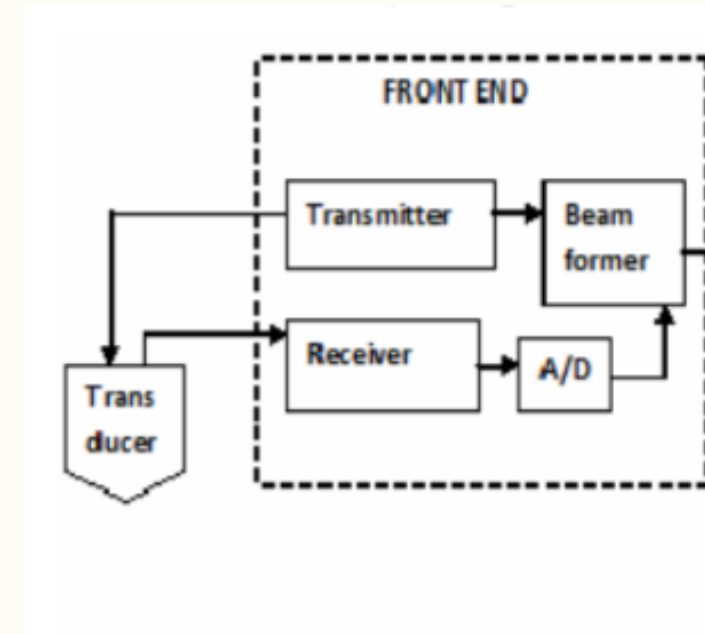 FRONT END
Transmitter
Beam
former
Receiver
A/D
Trans
ducer